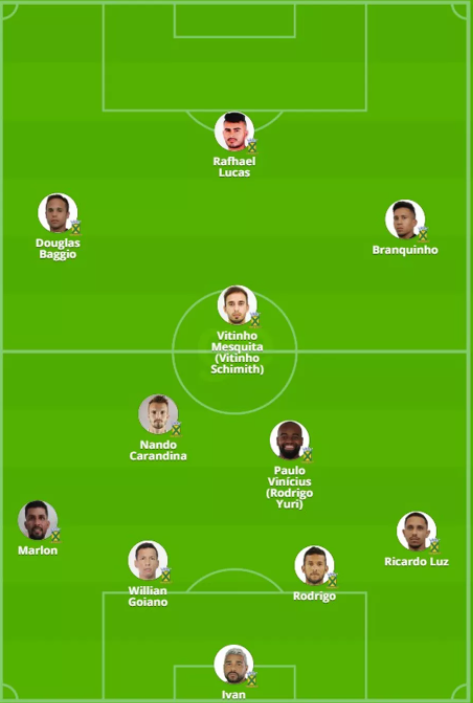 Rafhael
Lucas
Douglas
Baggio
Branquinho
Vitinho
Mesquita
(Vitinho
Schimith)
Nando
Carandina
Paulo
Vinícius
(Rodrigo
Yuri)
Marlon
Ricardo Luz
Willian
Goiano
Rodrigo
Ivan